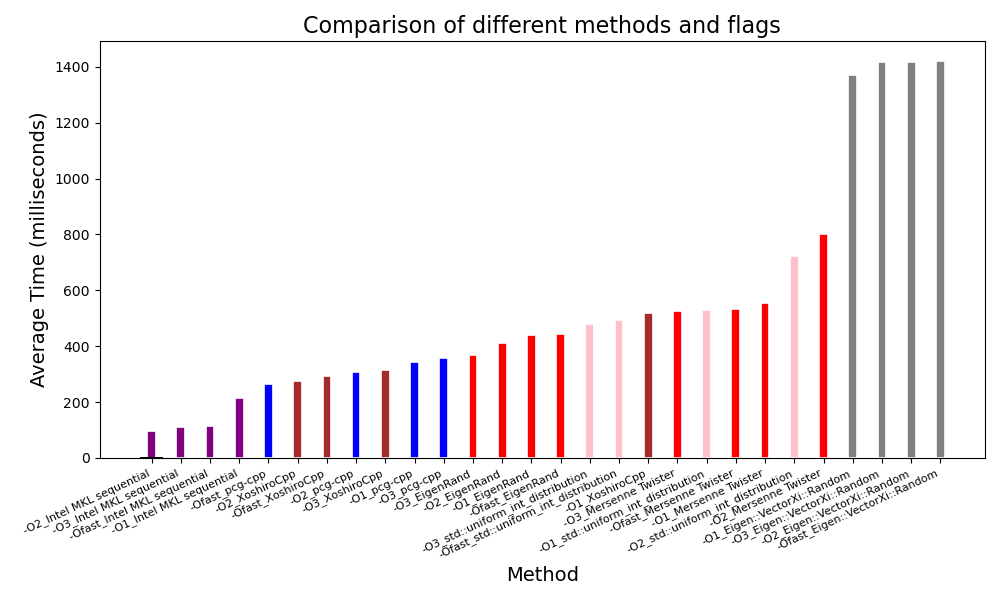 Comparison of different methods and flags
Average Time (milliseconds)
1400
1200
1000
800
600
400
200
0
-O2_Intel MKL sequential
-O3_Intel MKL sequential
-Ofast_Intel MKL sequential
-O1_Intel MKL sequential
-Ofast_pcg-cpp
-O2_XoshiroCpp
-Ofast_XoshiroCpp
-O2_pcg-cpp
-O3_XoshiroCpp
-O1_pcg-cpp
-O3_pcg-cpp
-O3_EigenRand
-O2_EigenRand
-O1_EigenRand
-Ofast_EigenRand
-O3_std::uniform_int_distribution
-Ofast_std::uniform_int_distribution
-O1_XoshiroCpp
-O3_Mersenne Twister
-O1_std::uniform_int_distribution
-Ofast_Mersenne Twister
-O1_Mersenne Twister
-O2_std::uniform_int_distribution
-O2_Mersenne Twister
-O1_Eigen::VectorXi::Random
-O3_Eigen::VectorXi::Random
-O2_Eigen::VectorXi::Random
-Ofast_Eigen::VectorXi::Random
Method